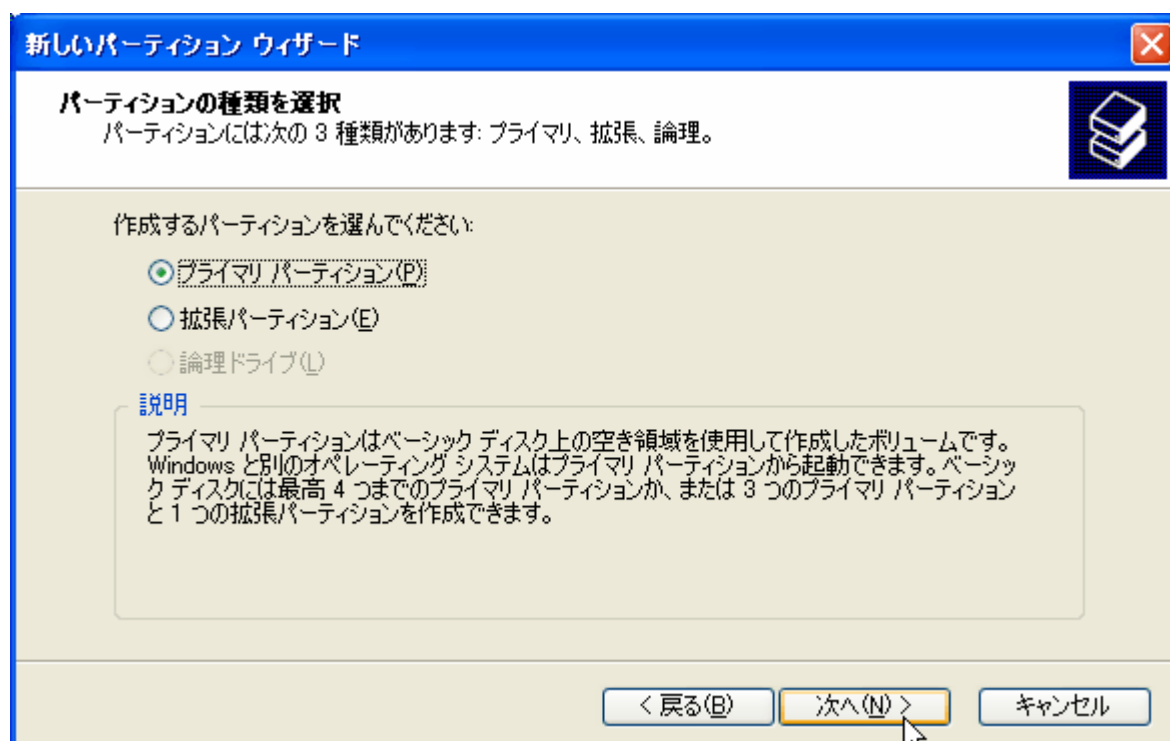 新しいパーティション ウィザード
パーティションの種類を選択
パーティションには次の 3 種類があります: プライマリ、拡張、論理。
作成するパーティションを選んでください:
プライマリ パーティション(P)
拡張パーティション(E)
論理ドライブ(L)
説明
プライマリ パーティションはベーシック ディスク上の空き領域を使用して作成したボリュームです。
Windows と別のオペレーティング システムはプライマリ パーティションから起動できます。ベーシッ
ク ディスクには最高 4 つまでのプライマリ パーティションか、または 3 つのプライマリ パーティション
と 1 つの拡張パーティションを作成できます。
< 戻る(B)
次へ(N) >
キャンセル